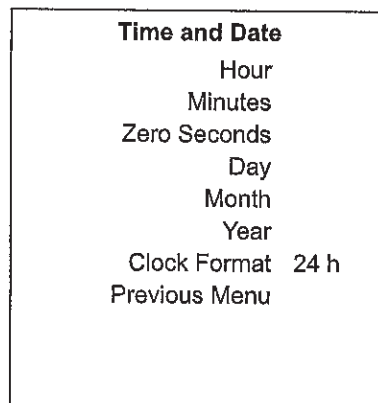 Time and Date
Hour
Minutes
Zero Seconds
Day
Month
Year
Clock Format 24 h
Previous Menu